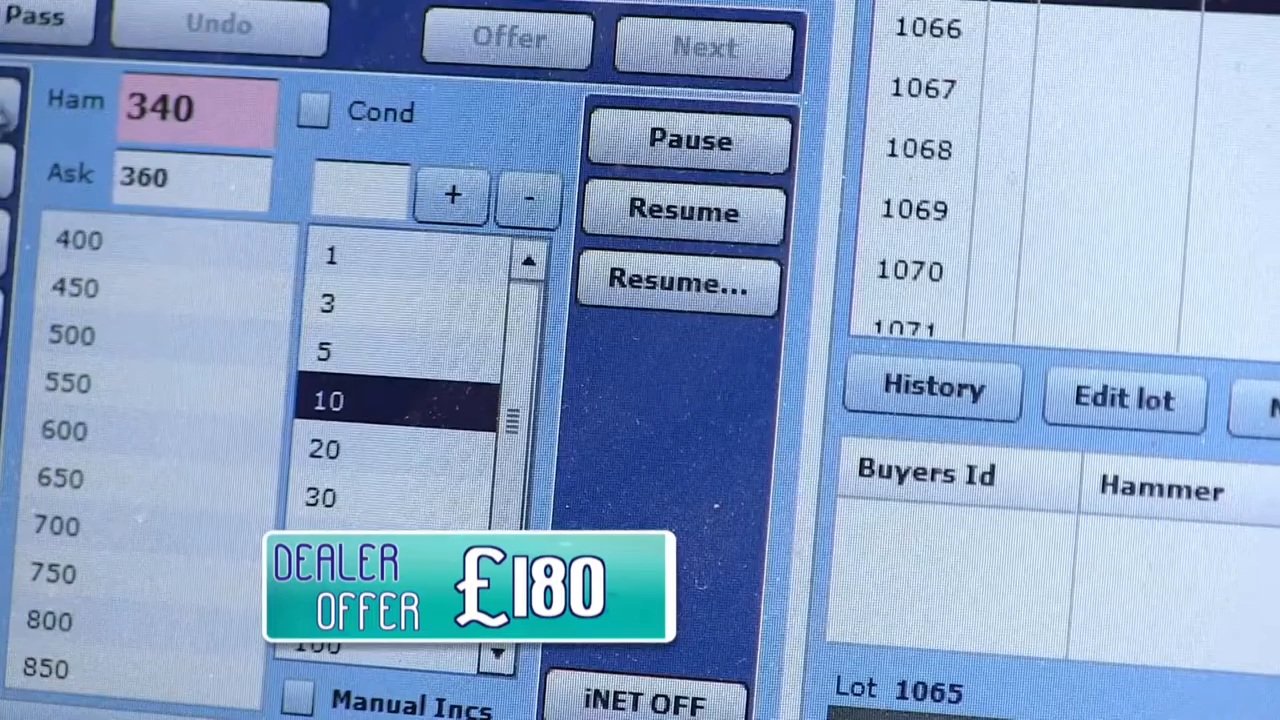 Pass
Undo
Offer
Next
Ham 340
Cond
Ask 360
+
-
400
450
500
550
600
650
700
750
800
850
1
3
5
10
20
30
100
Manual Incs
Pause
Resume
Resume...
iNET OFF
1066
1067
1068
1069
1070
1071
History
Edit lot
Buyers Id
Hammer
Lot 1065
DEALER
OFFER
£180